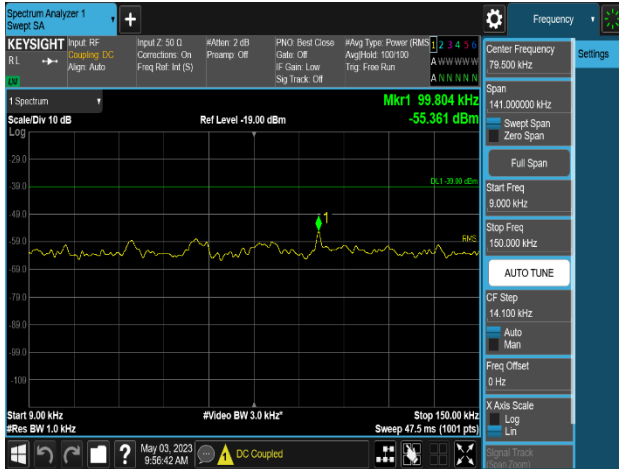 Spectrum Analyzer 1
Swept SA
Frequency
Settings
KEYSIGHT
R L
Input: RF
Coupling: DC
Align: Auto
Input Z: 50 Ω
Corrections: On
Freq Ref: Int (S)
#Atten: 2 dB
Preamp: Off
PNO: Best Close
Gate: Off
IF Gain: Low
Sig Track: Off
#Avg Type: Power (RMS
Avg|Hold: 100/100
Trig: Free Run
1 2 3 4 5 6
A W W W W W
A N N N N N
1 Spectrum
Mkr1 99.804 kHz
Scale/Div 10 dB
Ref Level -19.00 dBm
-55.361 dBm
Log
-29.0
DL1 -39.00 dBm
-39.0
-49.0
1
-59.0
RMS
-69.0
-79.0
-89.0
-99.0
-109
Start 9.00 kHz
#Video BW 3.0 kHz*
Stop 150.00 kHz
#Res BW 1.0 kHz
Sweep 47.5 ms (1001 pts)
Center Frequency
79.500 kHz
Span
141.000000 kHz
Swept Span
Zero Span
Full Span
Start Freq
9.000 kHz
Stop Freq
150.000 kHz
AUTO TUNE
CF Step
14.100 kHz
Auto
Man
Freq Offset
0 Hz
X Axis Scale
Log
Lin
Signal Track
(Span Zoom)
?
May 03, 2023
9:56:42 AM
DC Coupled